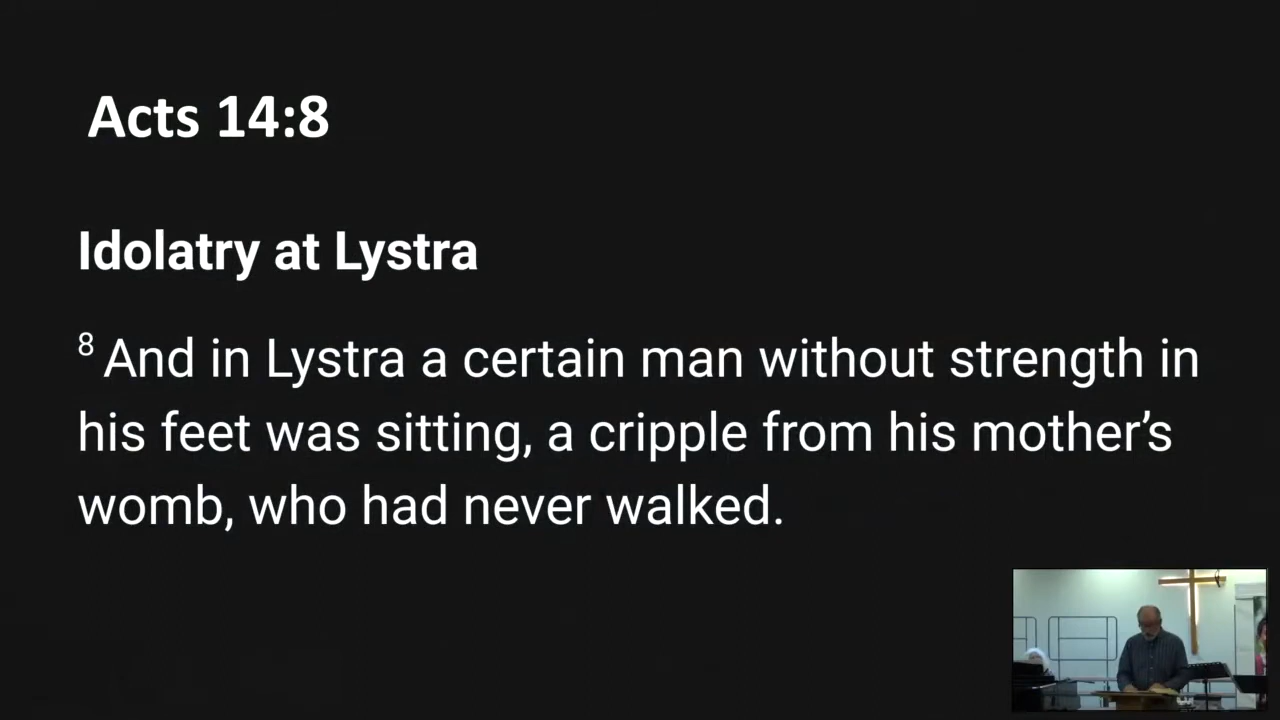 Acts 14:8
Idolatry at Lystra
8 And in Lystra a certain man without strength in
his feet was sitting, a cripple from his mother’s
womb, who had never walked.